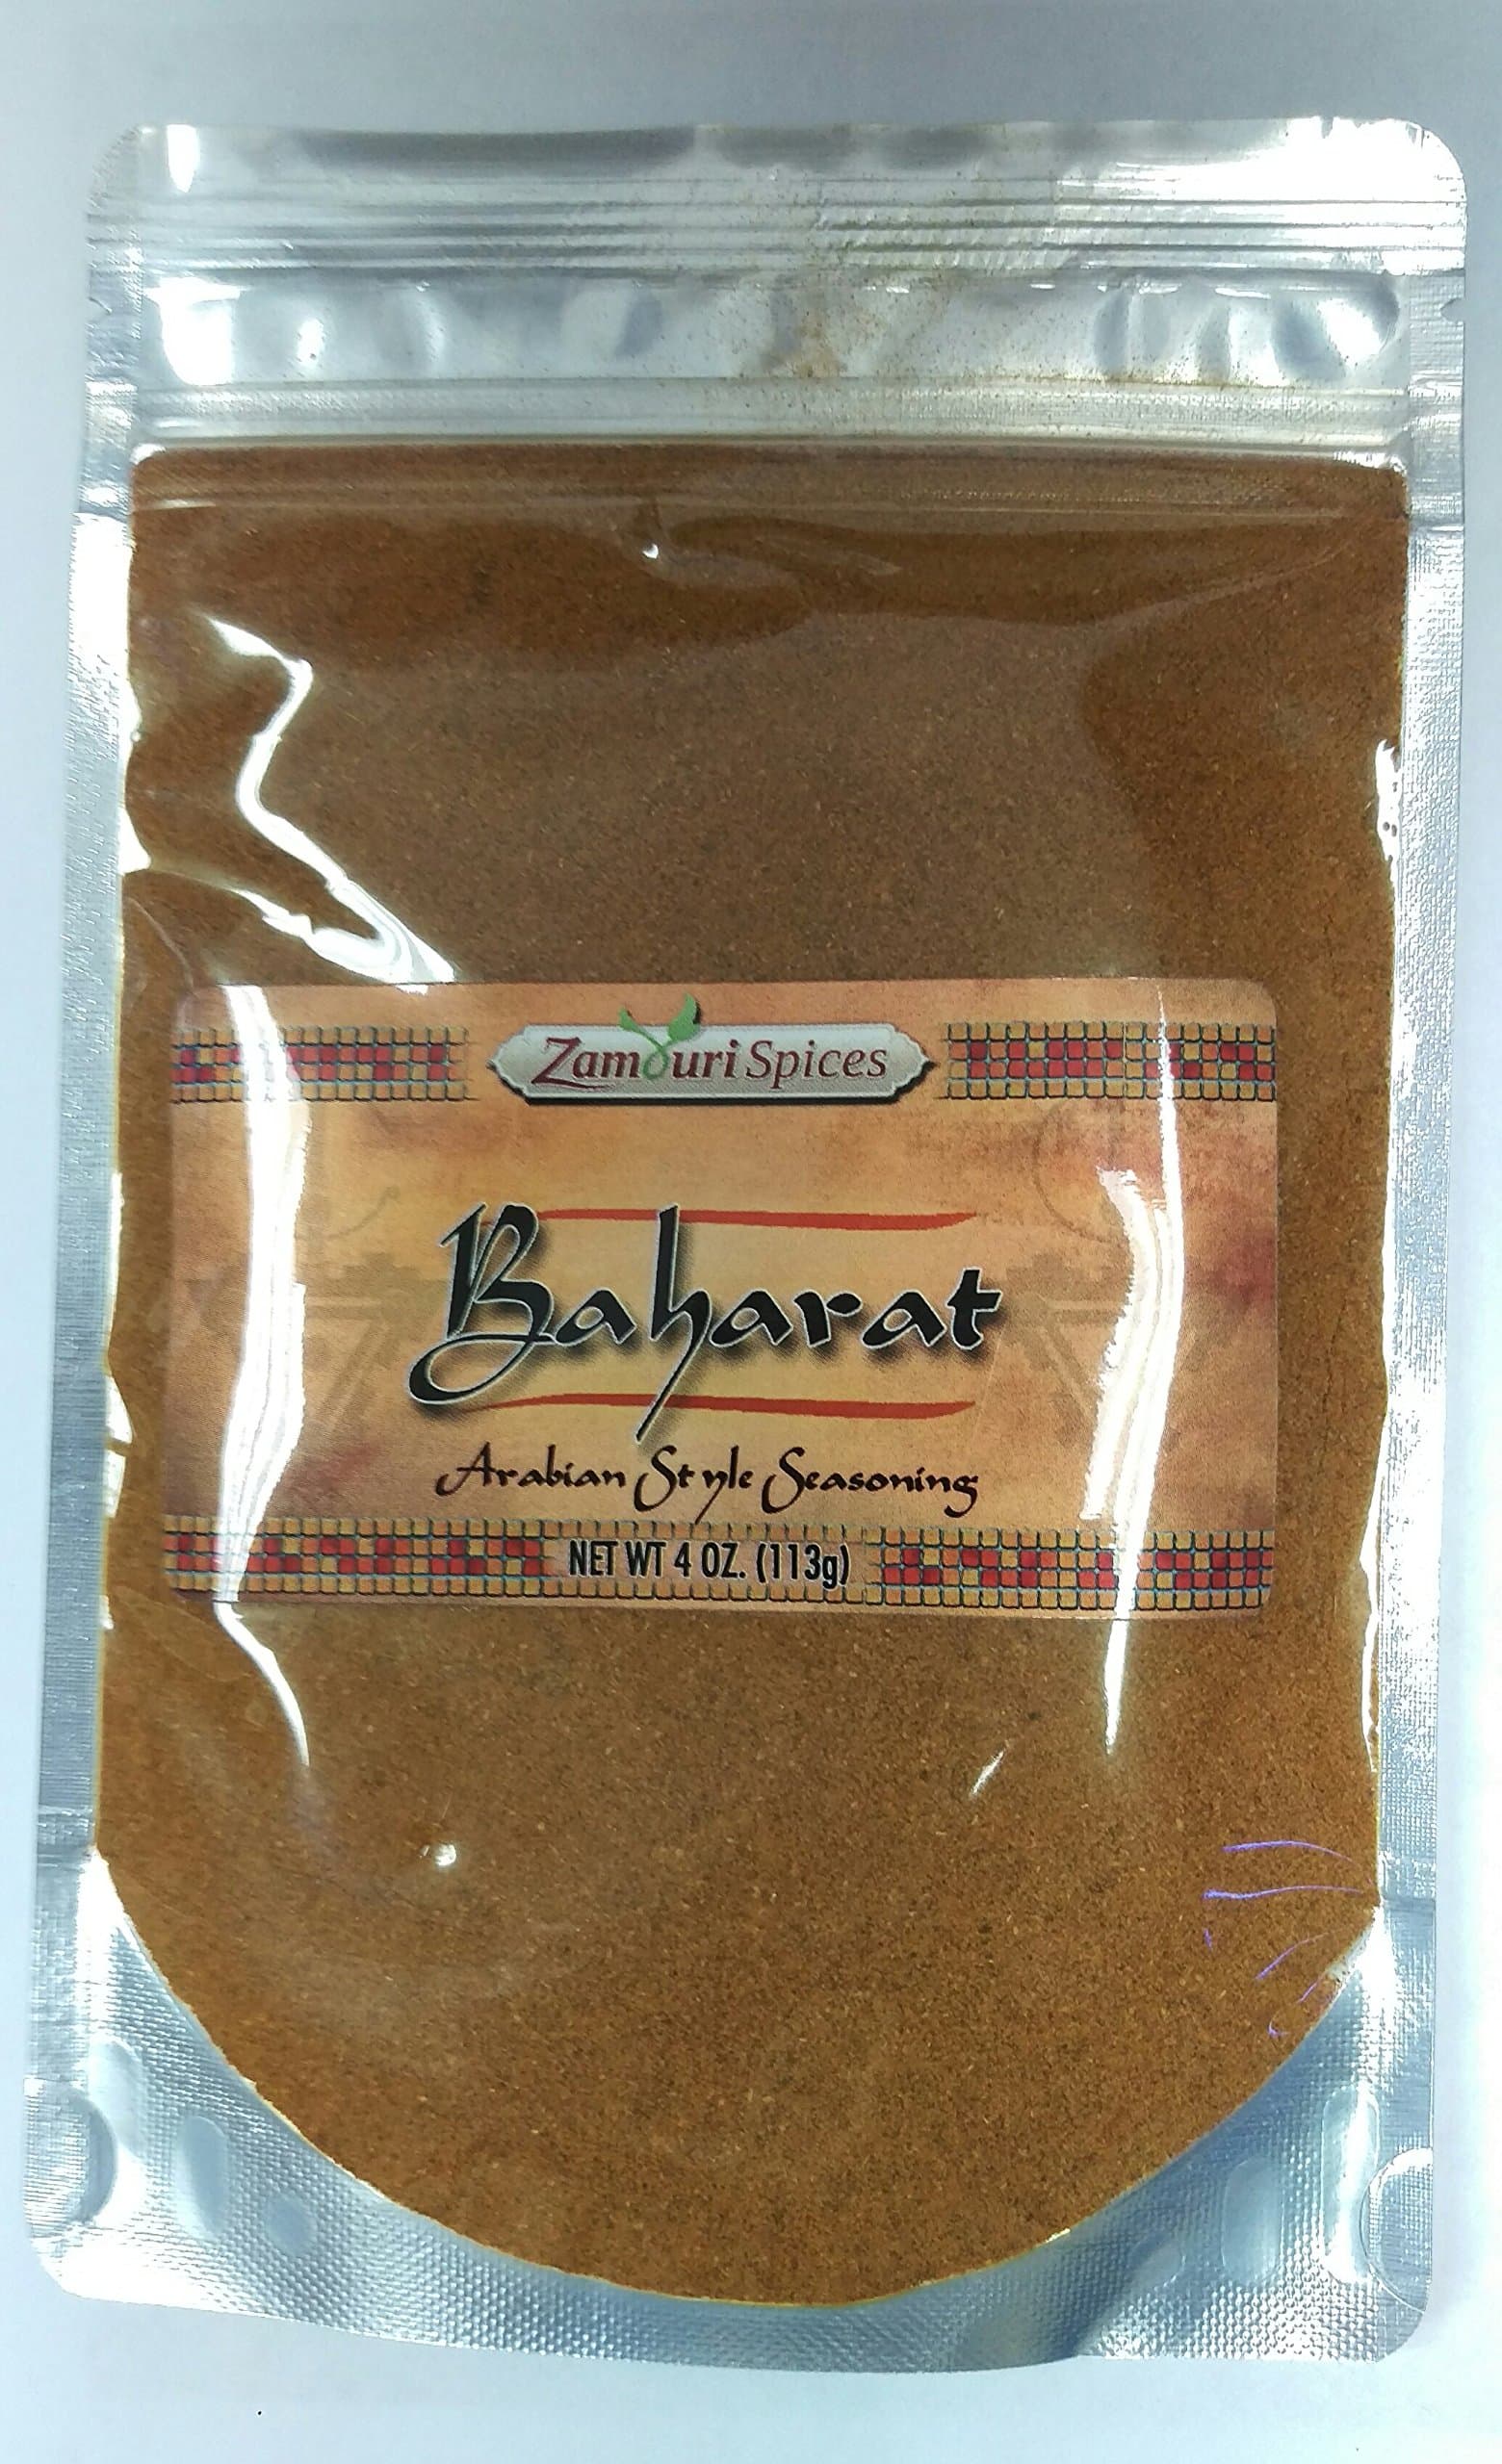 Zamouri Spices
Baharat
Arabian Style Seasoning
NET WT 4 OZ. (113g)